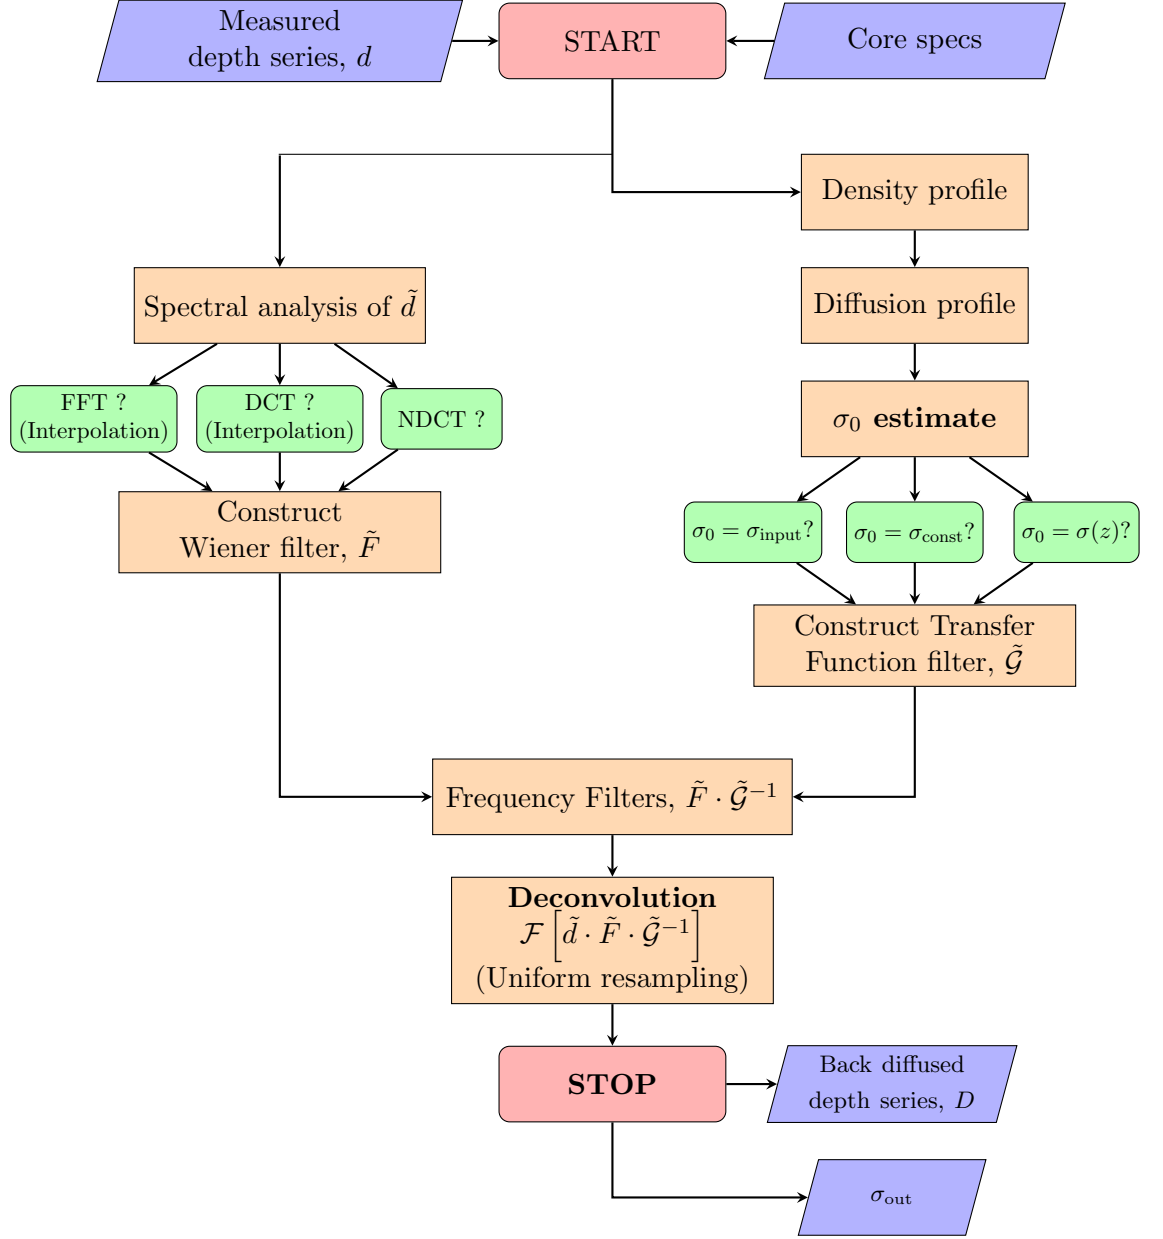 Measured
depth series, d
START
Core specs
Density profile
Spectral analysis of d̃
Diffusion profile
FFT ?
(Interpolation)
DCT ?
(Interpolation)
NDCT ?
σ₀ estimate
Construct
Wiener filter, F̃
σ₀ = σ_input?
σ₀ = σ_const?
σ₀ = σ(z)?
Construct Transfer
Function filter, 𝒢̃
Frequency Filters, F̃ · 𝒢̃⁻¹
Deconvolution
ℱ [d̃ · F̃ · 𝒢̃⁻¹]
(Uniform resampling)
STOP
Back diffused
depth series, D
σ_out